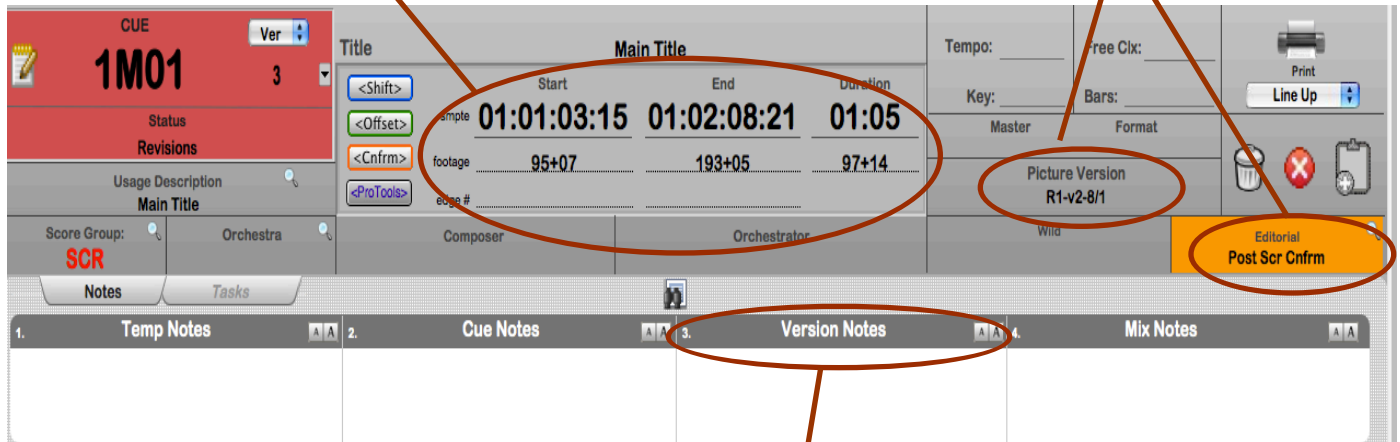 CUE
Ver
1M01
3
Status
Revisions
Usage Description
Main Title
Score Group:
SCR
Orchestra
Title
Main Title
<Shift>
<Offset>
<Cnfrm>
<ProTools>
Start
End
Duration
smpte 01:01:03:15 01:02:08:21 01:05
footage 95+07 193+05 97+14
edge #
Composer
Orchestrator
Tempo:
Free Clx:
Key:
Bars:
Master
Format
Picture Version
R1-v2-8/1
Wild
Print
Line Up
Editorial
Post Scr Cnfrm
Notes
Tasks
1. Temp Notes A A
2. Cue Notes A A
3. Version Notes A A
4. Mix Notes A A